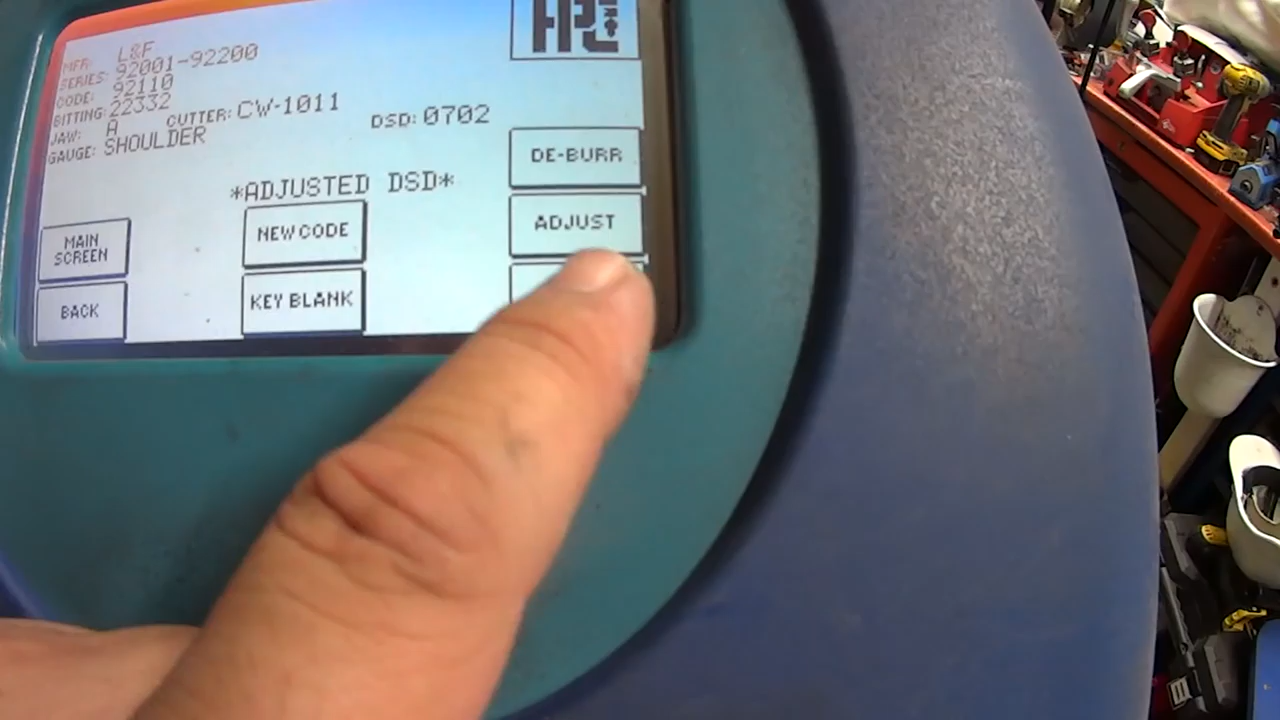 HPC
MFR: L&F
SERIES: 92001-92200
CODE: 92110
BITTING: 22332
JAW: A CUTTER: CW-1011 DSD: 0702
GAUGE: SHOULDER
*ADJUSTED DSD*
DE-BURR
ADJUST
MAIN SCREEN
NEW CODE
BACK
KEY BLANK